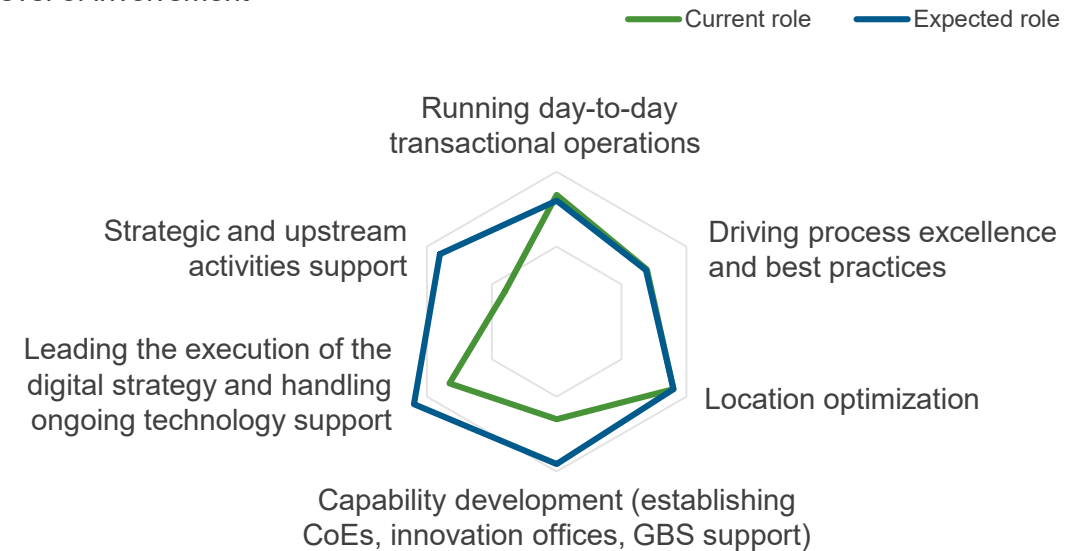 Current role
Expected role
Running day-to-day
transactional operations
Strategic and upstream
activities support
Driving process excellence
and best practices
Leading the execution of the
digital strategy and handling
ongoing technology support
Location optimization
Capability development (establishing
CoEs, innovation offices, GBS support)